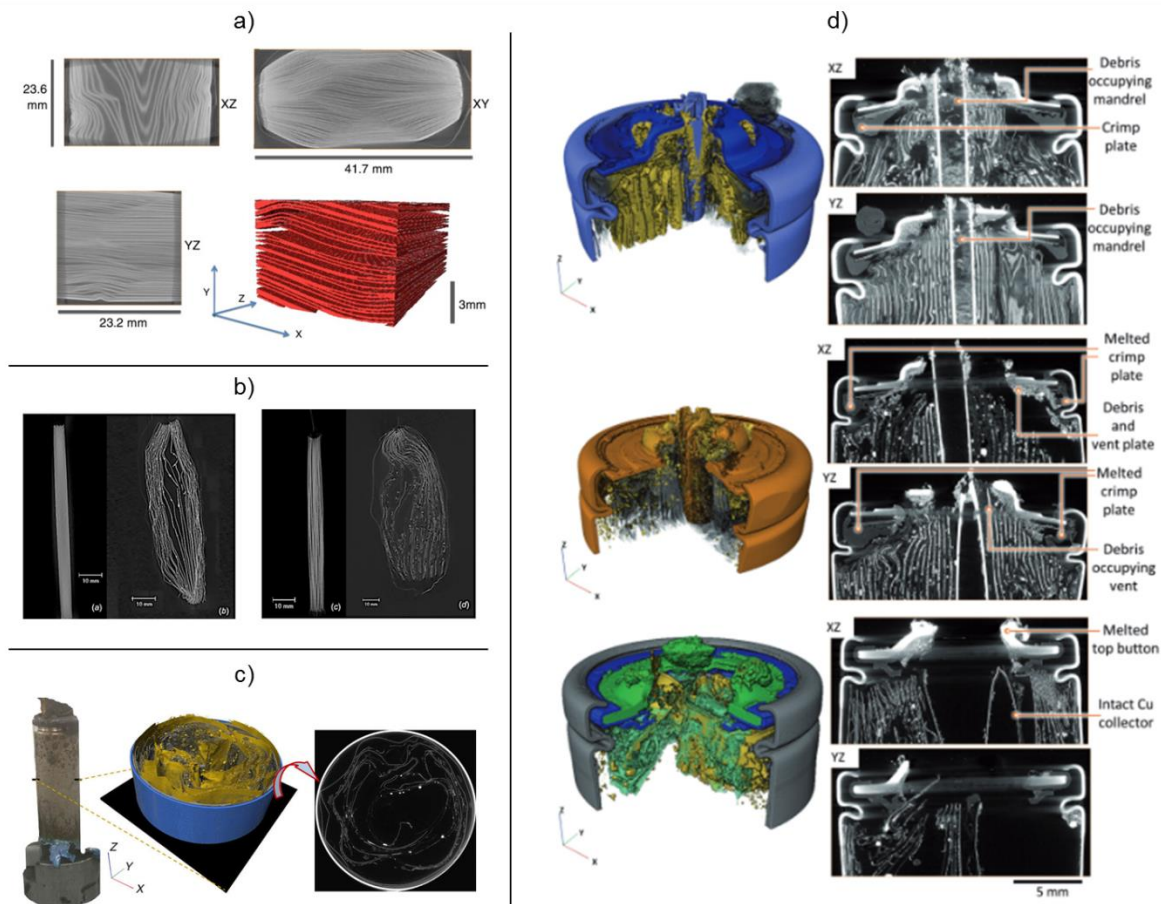 a)
23.6
mm
XZ
XY
41.7 mm
YZ
23.2 mm
Y
Z
X
3mm
b)
10 mm
(a)
10 mm
(b)
10 mm
(c)
10 mm
(d)
c)
Z
Y
X
d)
Z
Y
X
XZ
Debris
occupying
mandrel
Crimp
plate
YZ
Debris
occupying
mandrel
Z
Y
X
XZ
Melted
crimp
plate
Debris
and
vent plate
YZ
Melted
crimp
plate
Debris
occupying
vent
Z
Y
X
XZ
Melted
top button
Intact Cu
collector
YZ
5 mm